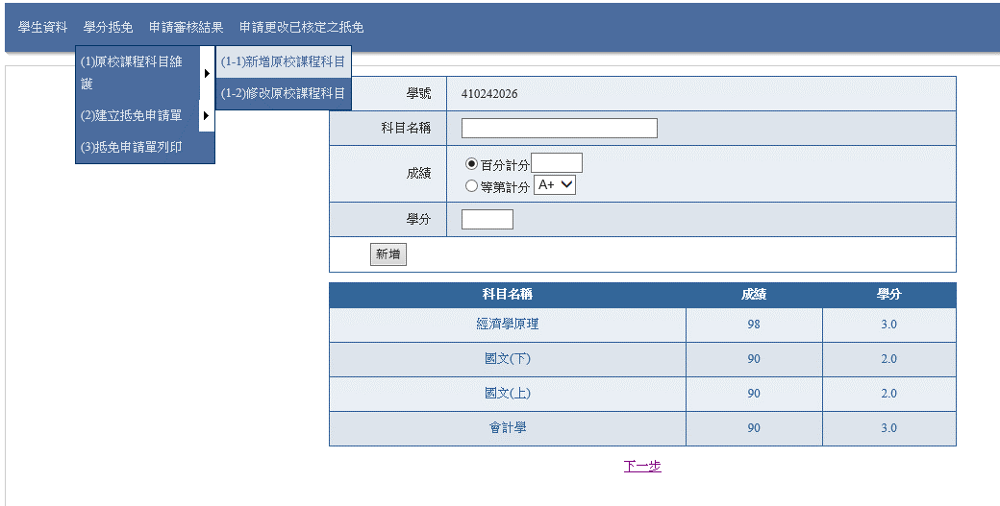 學生資料 學分抵免 申請審核結果 申請更改已核定之抵免
(1)原校課程科目維
護
(2)建立抵免申請單
(3)抵免申請單列印
(1-1)新增原校課程科目
(1-2)修改原校課程科目
學號 410242026
科目名稱
成績 百分計分
等第計分 A+
學分
新增
科目名稱 成績 學分
經濟學原理 98 3.0
國文(下) 90 2.0
國文(上) 90 2.0
會計學 90 3.0
下一步